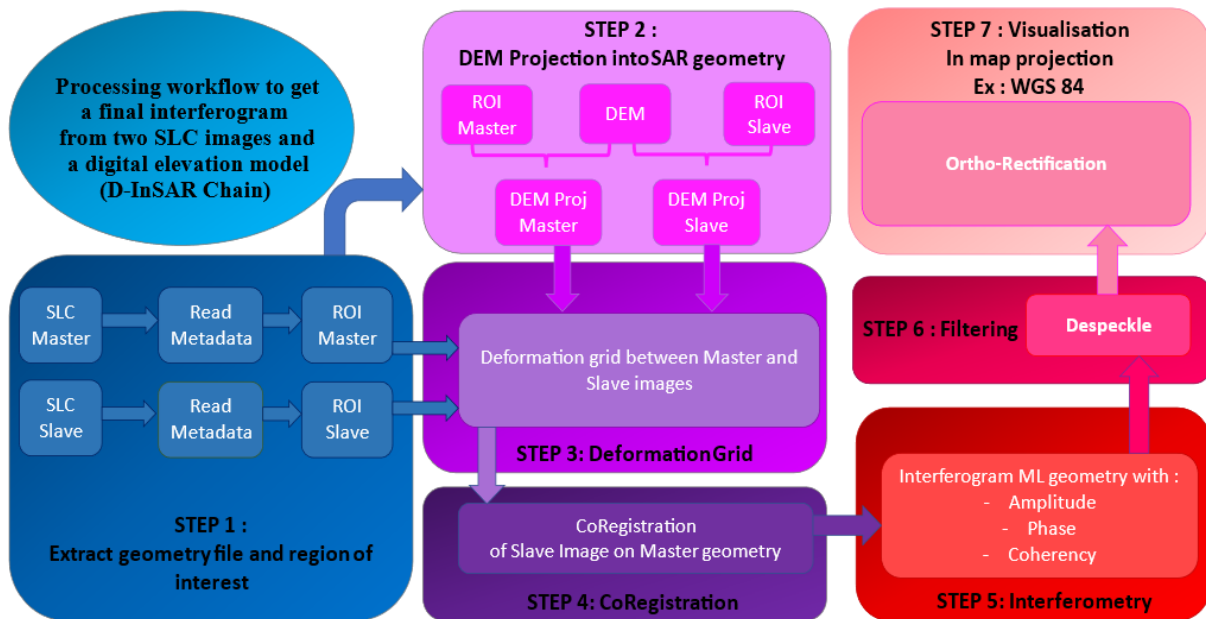 Processing workflow to get
a final interferogram
from two SLC images and
a digital elevation model
(D-InSAR Chain)
SLC
Master
Read
Metadata
ROI
Master
SLC
Slave
Read
Metadata
ROI
Slave
STEP 1 :
Extract geometry file and region of
interest
STEP 2 :
DEM Projection into SAR geometry
ROI
Master
DEM
ROI
Slave
DEM Proj
Master
DEM Proj
Slave
Deformation grid between Master and
Slave images
STEP 3: Deformation Grid
CoRegistration
of Slave Image on Master geometry
STEP 4: CoRegistration
Interferogram ML geometry with :
- Amplitude
- Phase
- Coherency
STEP 5: Interferometry
STEP 6 : Filtering
Despeckle
STEP 7 : Visualisation
In map projection
Ex : WGS 84
Ortho-Rectification